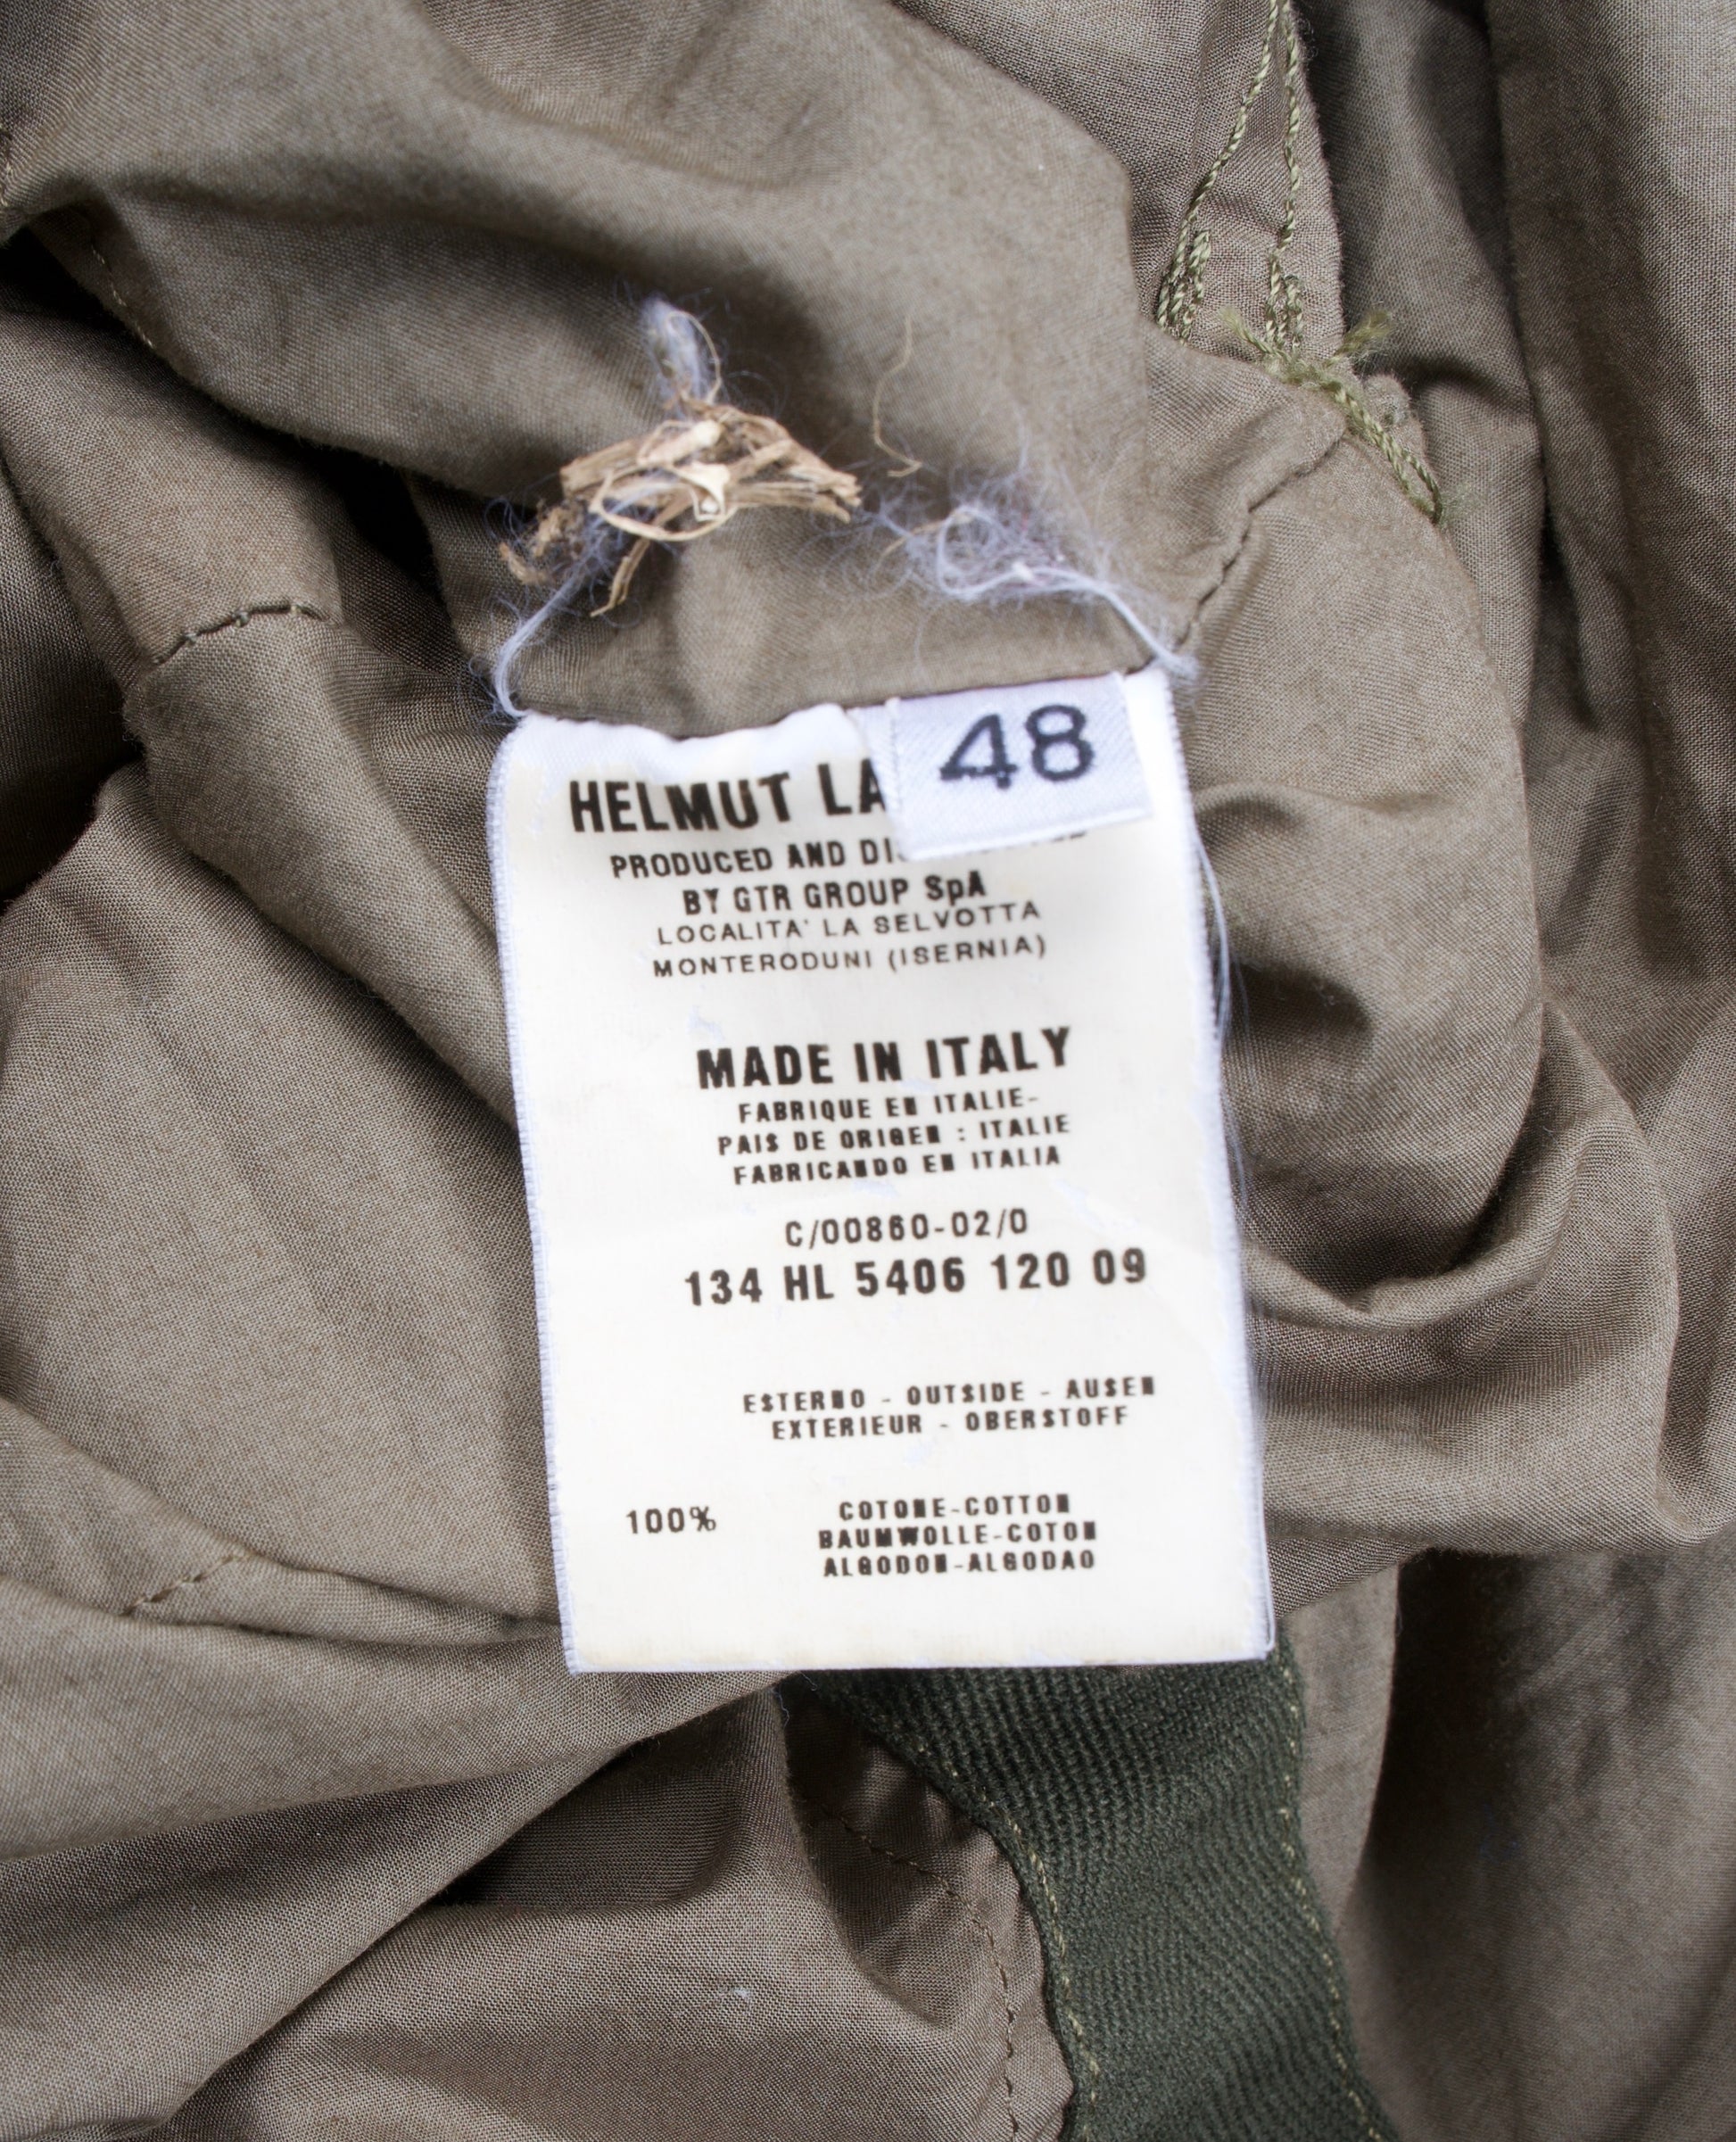 48
HELMUT LA
PRODUCED AND
BY GTR GROUP SpA
LOCALITA' LA SELVOTTA
MONTERODUNI (ISERNIA)
MADE IN ITALY
FABRIQUE EN ITALIE-
PAIS DE ORIGEN : ITALIE
FABRICANDO EN ITALIA
C/00860-02/0
134 HL 5406 120 09
ESTERNO - OUTSIDE - AUSEN
EXTERIEUR - OBERSTOFF
100% COTONE-COTTON
BAUMWOLLE-COTON
ALGODON-ALGODAO